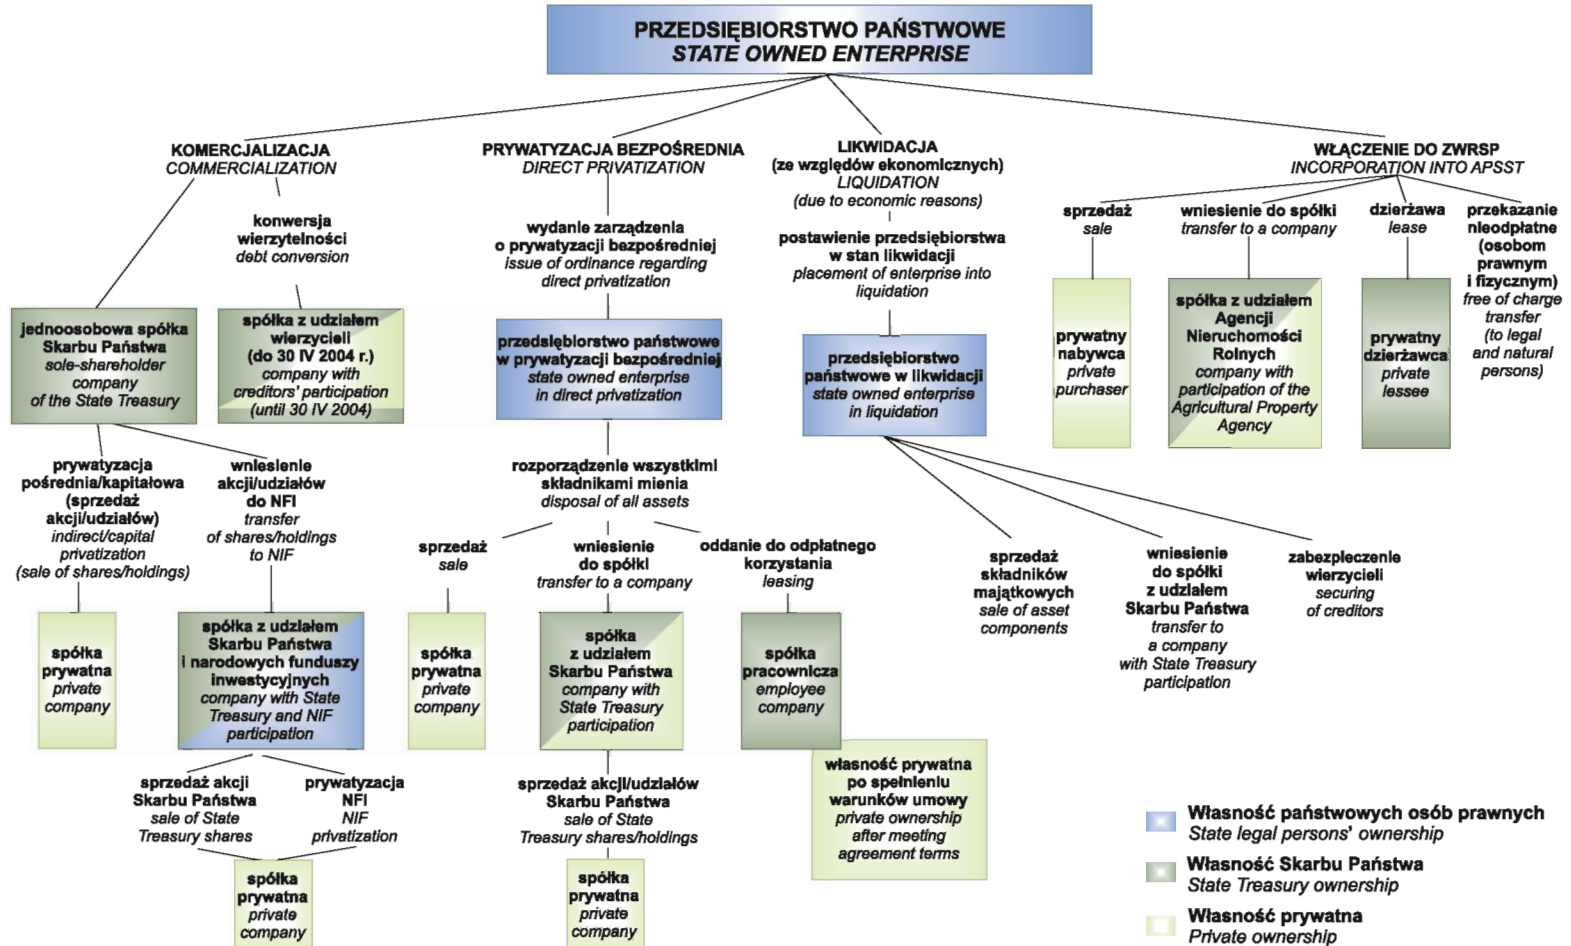 PRZEDSIĘBIORSTWO PAŃSTWOWE
STATE OWNED ENTERPRISE
KOMERCJALIZACJA
COMMERCIALIZATION
konwersja
wierzytelności
debt conversion
jednoosobowa spółka
Skarbu Państwa
sole-shareholder
company
of the State Treasury
spółka z udziałem
wierzycieli
(do 30 IV 2004 r.)
company with
creditors' participation
(until 30 IV 2004)
prywatyzacja
pośrednia/kapitałowa
(sprzedaż
akcji/udziałów)
indirect/capital
privatization
(sale of shares/holdings)
wniesienie
akcji/udziałów
do NFI
transfer
of shares/holdings
to NIF
spółka
prywatna
private
company
spółka z udziałem
Skarbu Państwa
i narodowych funduszy
inwestycyjnych
company with State
Treasury and NIF
participation
sprzedaż akcji
Skarbu Państwa
sale of State
Treasury shares
prywatyzacja
NFI
NIF
privatization
spółka
prywatna
private
company
PRYWATYZACJA BEZPOŚREDNIA
DIRECT PRIVATIZATION
wydanie zarządzenia
o prywatyzacji bezpośredniej
issue of ordinance regarding
direct privatization
przedsiębiorstwo państwowe
w prywatyzacji bezpośredniej
state owned enterprise
in direct privatization
rozporządzenie wszystkimi
składnikami mienia
disposal of all assets
sprzedaż
sale
wniesienie
do spółki
transfer to a company
oddanie do odpłatnego
korzystania
leasing
spółka
prywatna
private
company
spółka
z udziałem
Skarbu Państwa
company with
State Treasury
participation
spółka
pracownicza
employee
company
sprzedaż akcji/udziałów
Skarbu Państwa
sale of State
Treasury shares/holdings
własność prywatna
po spełnieniu
warunków umowy
private ownership
after meeting
agreement terms
spółka
prywatna
private
company
LIKWIDACJA
(ze względów ekonomicznych)
LIQUIDATION
(due to economic reasons)
postawienie przedsiębiorstwa
w stan likwidacji
placement of enterprise into
liquidation
przedsiębiorstwo
państwowe w likwidacji
state owned enterprise
in liquidation
sprzedaż
składników
majątkowych
sale of asset
components
wniesienie
do spółki
z udziałem
Skarbu Państwa
transfer to
a company
with State Treasury
participation
zabezpieczenie
wierzycieli
securing
of creditors
WŁĄCZENIE DO ZWRSP
INCORPORATION INTO APSST
sprzedaż
sale
wniesienie do spółki
transfer to a company
dzierżawa
lease
przekazanie
nieodpłatne
(osobom
prawnym
i fizycznym)
free of charge
transfer
(to legal
and natural
persons)
prywatny
nabywca
private
purchaser
spółka z udziałem
Agencji
Nieruchomości
Rolnych
company with
participation of the
Agricultural Property
Agency
prywatny
dzierżawca
private
lessee
Własność państwowych osób prawnych
State legal persons' ownership
Własność Skarbu Państwa
State Treasury ownership
Własność prywatna
Private ownership